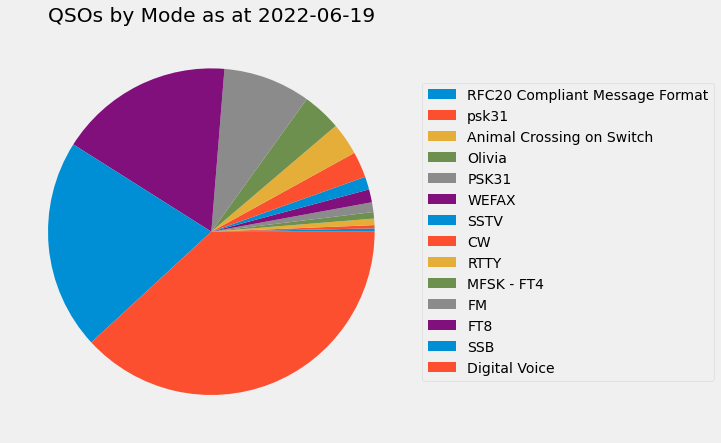 QSOs by Mode as at 2022-06-19
RFC20 Compliant Message Format
psk31
Animal Crossing on Switch
Olivia
PSK31
WEFAX
SSTV
CW
RTTY
MFSK - FT4
FM
FT8
SSB
Digital Voice